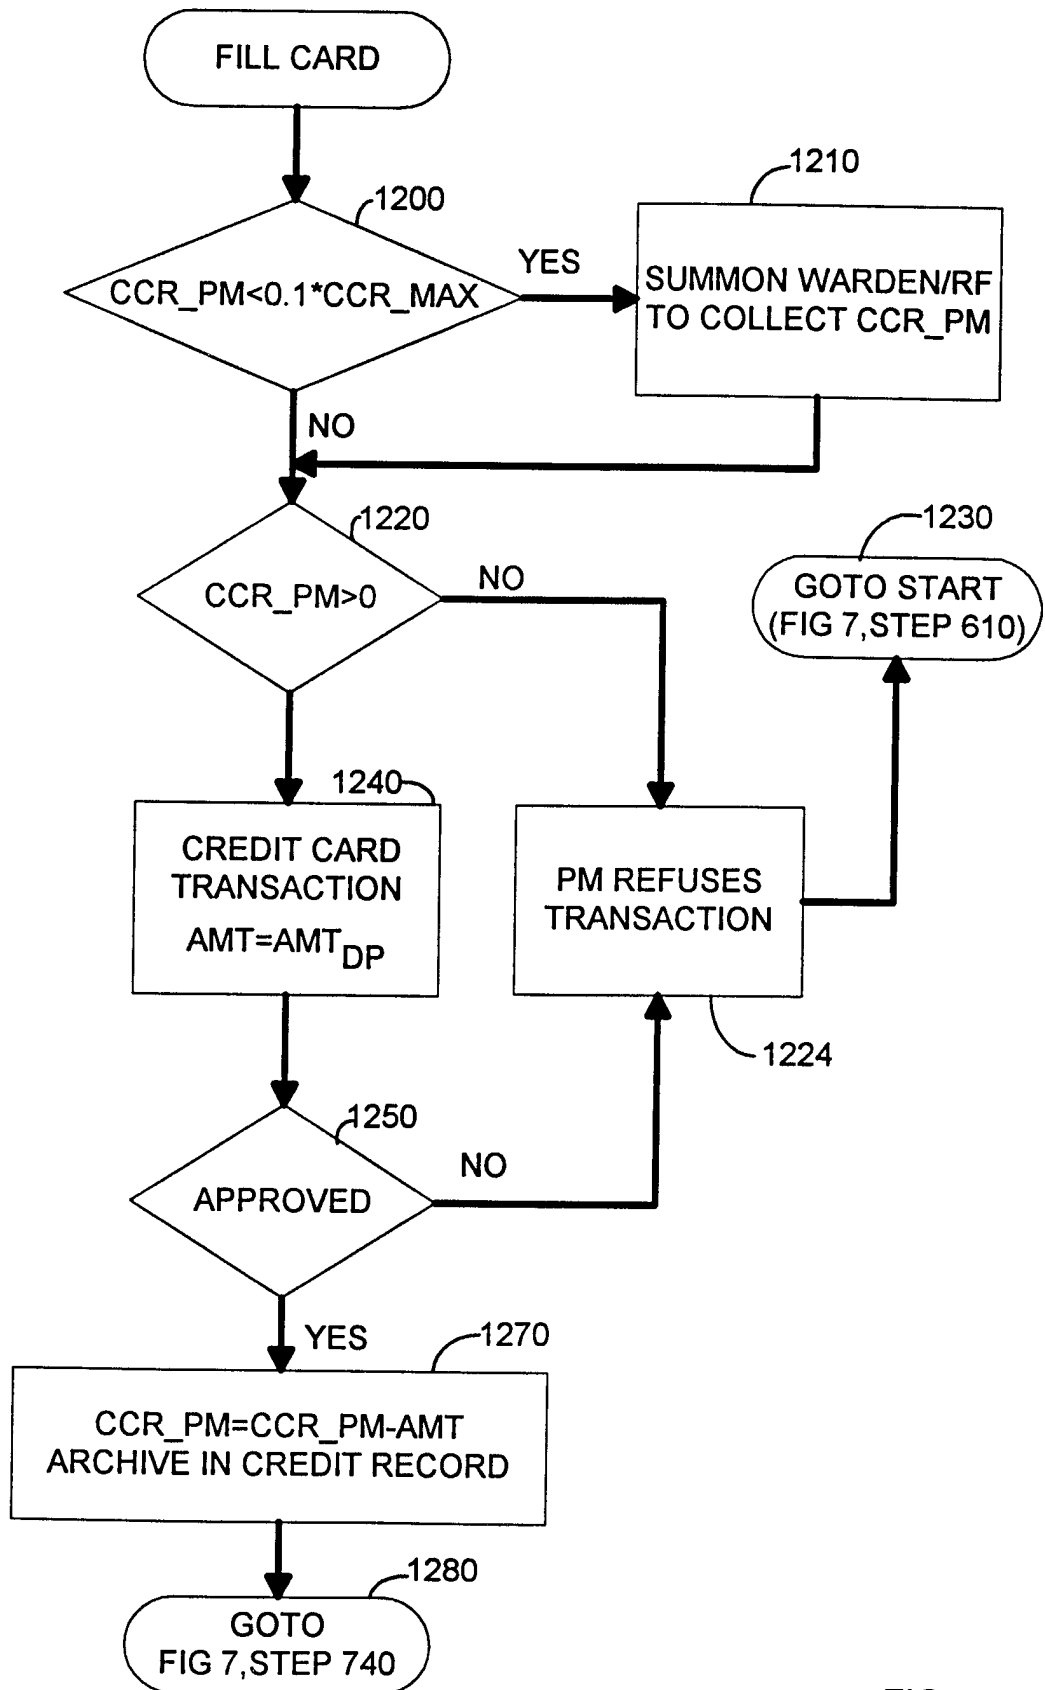 FILL CARD
1200
CCR_PM<0.1*CCR_MAX
YES
1210
SUMMON WARDEN/RF
TO COLLECT CCR_PM
NO
1220
CCR_PM>0
NO
1230
GOTO START
(FIG 7,STEP 610)
1240
CREDIT CARD
TRANSACTION
AMT=AMTDP
PM REFUSES
TRANSACTION
1224
1250
APPROVED
NO
YES
1270
CCR_PM=CCR_PM-AMT
ARCHIVE IN CREDIT RECORD
1280
GOTO
FIG 7,STEP 740